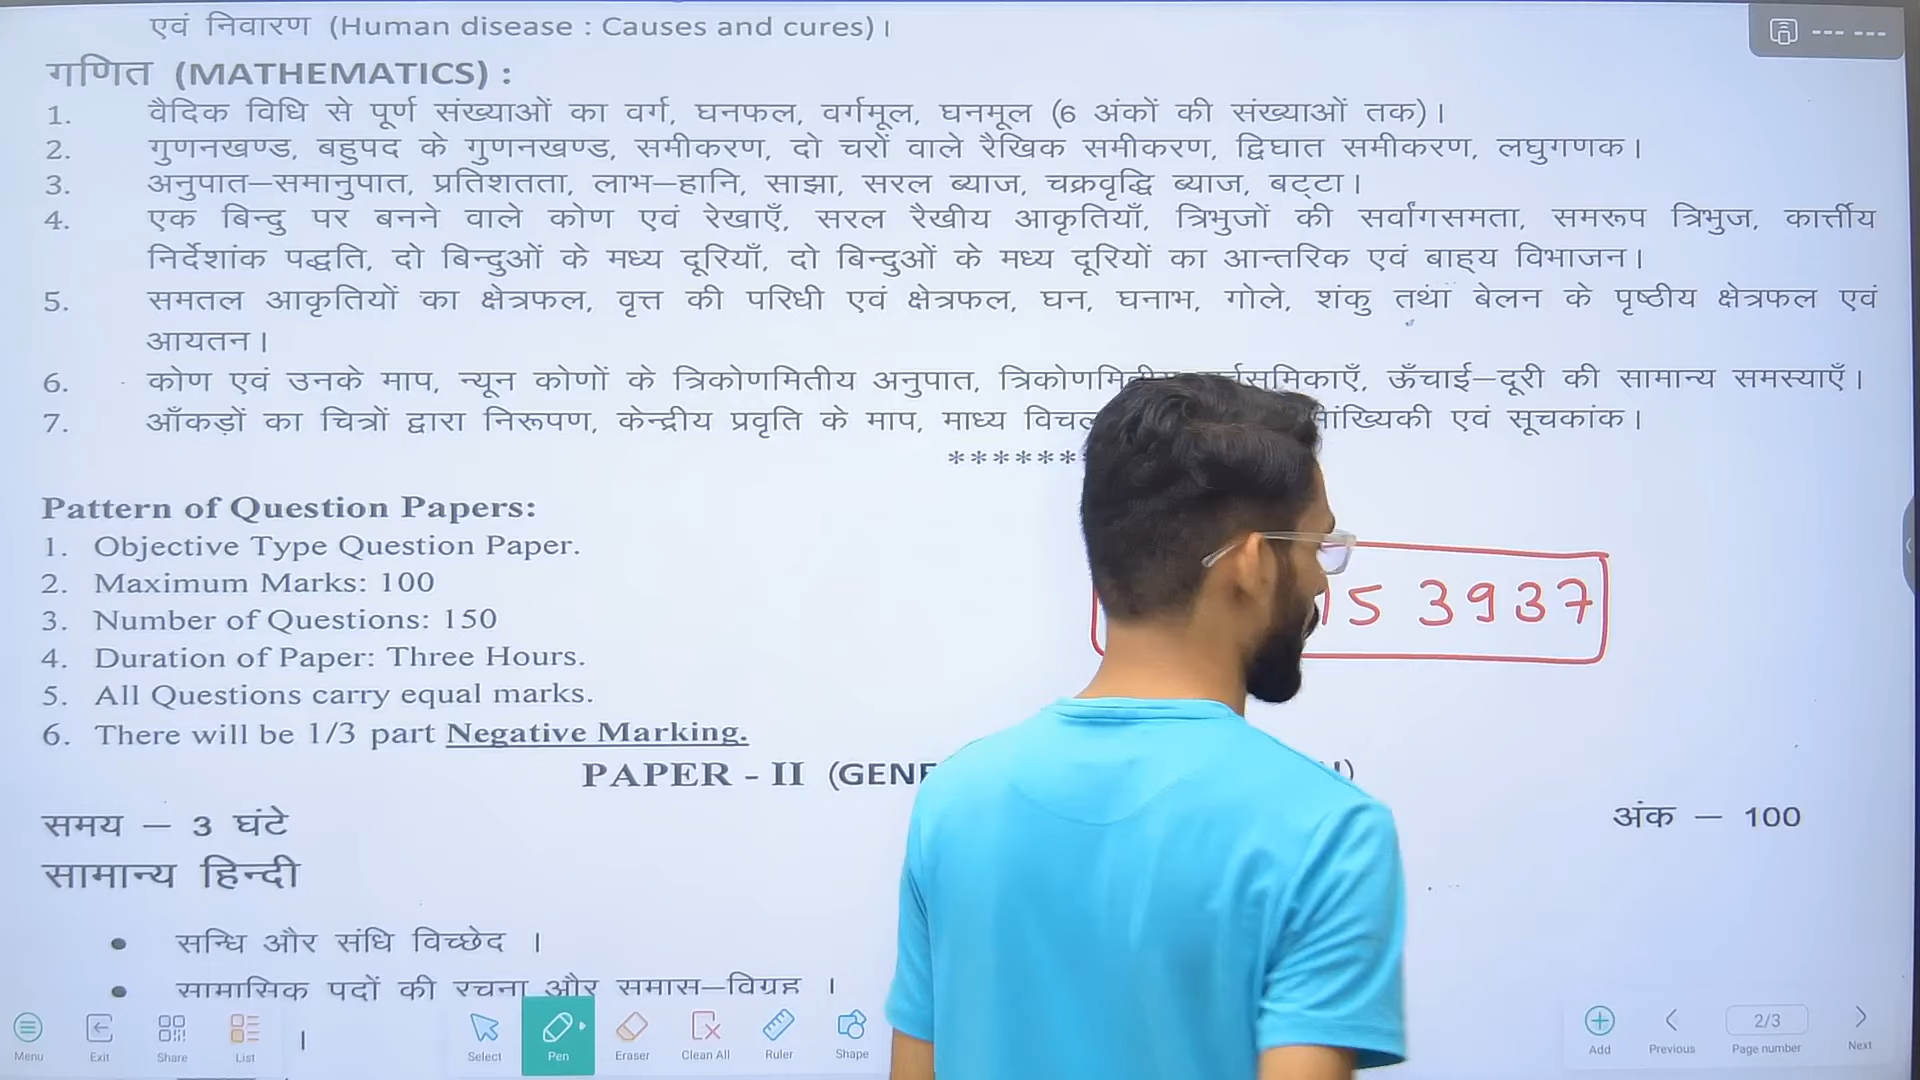 एवं निवारण (Human disease : Causes and cures)।
गणित (MATHEMATICS) :
1. वैदिक विधि से पूर्ण संख्याओं का वर्ग, घनफल, वर्गमूल, घनमूल (6 अंकों की संख्याओं तक)।
2. गुणनखण्ड, बहुपद के गुणनखण्ड, समीकरण, दो चरों वाले रैखिक समीकरण, द्विघात समीकरण, लघुगणक।
3. अनुपात–समानुपात, प्रतिशतता, लाभ–हानि, साझा, सरल ब्याज, चक्रवृद्धि ब्याज, बट्टा।
4. एक बिन्दु पर बनने वाले कोण एवं रेखाएँ, सरल रैखीय आकृतियाँ, त्रिभुजों की सर्वांगसमता, समरूप त्रिभुज, कार्त्तीय
निर्देशांक पद्धति, दो बिन्दुओं के मध्य दूरियाँ, दो बिन्दुओं के मध्य दूरियों का आन्तरिक एवं बाह्य विभाजन।
5. समतल आकृतियों का क्षेत्रफल, वृत्त की परिधी एवं क्षेत्रफल, घन, घनाभ, गोले, शंकु तथा बेलन के पृष्ठीय क्षेत्रफल एवं
आयतन।
6. कोण एवं उनके माप, न्यून कोणों के त्रिकोणमितीय अनुपात, ऊँचाई–दूरी की सामान्य समस्याएँ।
7. आँकड़ों का चित्रों द्वारा निरूपण, केन्द्रीय प्रवृति के माप, माध्य एवं सूचकांक।
******
Pattern of Question Papers:
1. Objective Type Question Paper.
2. Maximum Marks: 100
3. Number of Questions: 150
4. Duration of Paper: Three Hours.
5. All Questions carry equal marks.
6. There will be 1/3 part Negative Marking.
15 3937
PAPER - II
समय – 3 घंटे
अंक – 100
सामान्य हिन्दी
• सन्धि और संधि विच्छेद ।
• सामासिक पदों की रचना और समास–विग्रह ।
Menu Exit Share List Select Pen Eraser Clean All Ruler Shape Add Previous 2/3 Page number Next